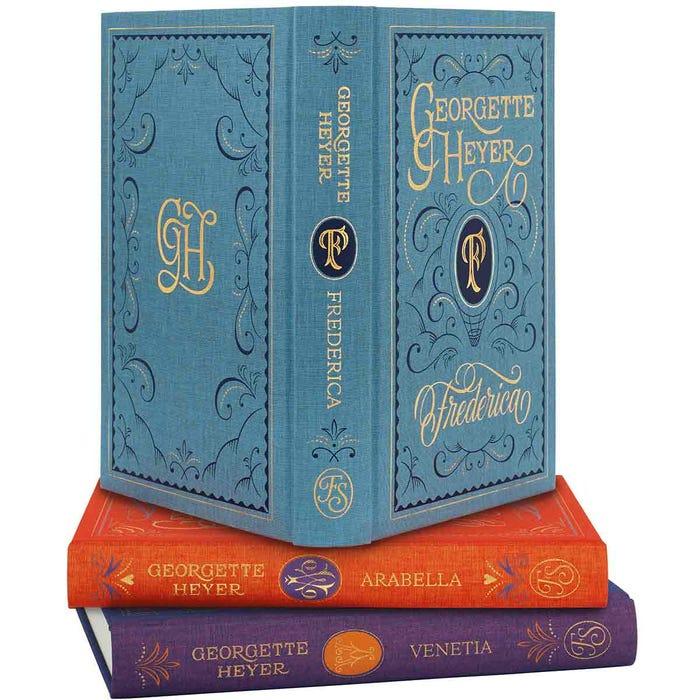 GH
GEORGETTE
HEYER
F
FREDERICA
FS
GEORGETTE
HEYER
F
Frederica
GEORGETTE
HEYER
ARABELLA
FS
GEORGETTE
HEYER
VENETIA
FS